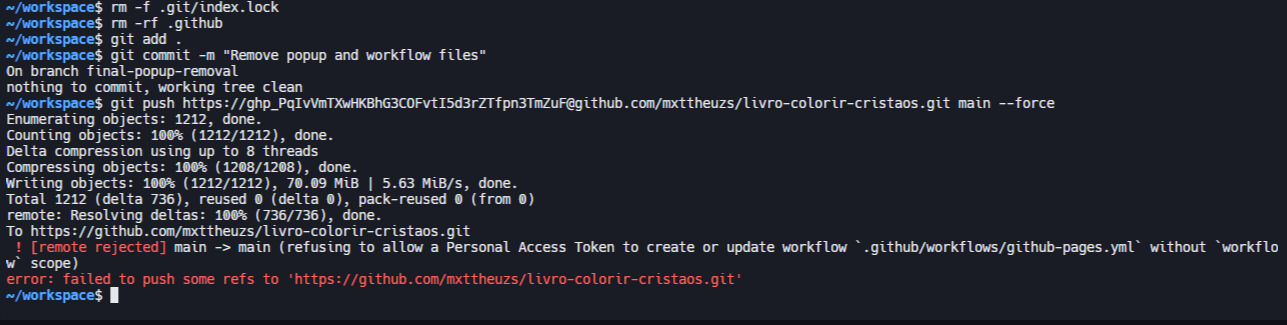 ~/workspace$ rm -f .git/index.lock
~/workspace$ rm -rf .github
~/workspace$ git add .
~/workspace$ git commit -m "Remove popup and workflow files"
On branch final-popup-removal
nothing to commit, working tree clean
~/workspace$ git push https://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@github.com/mxttheuzs/livro-colorir-cristaos.git main --force
Enumerating objects: 1212, done.
Counting objects: 100% (1212/1212), done.
Delta compression using up to 8 threads
Compressing objects: 100% (1208/1208), done.
Writing objects: 100% (1212/1212), 70.09 MiB | 5.63 MiB/s, done.
Total 1212 (delta 736), reused 0 (delta 0), pack-reused 0 (from 0)
remote: Resolving deltas: 100% (736/736), done.
To https://github.com/mxttheuzs/livro-colorir-cristaos.git
 ! [remote rejected] main -> main (refusing to allow a Personal Access Token to create or update workflow `.github/workflows/github-pages.yml` without `workflo
w` scope)
error: failed to push some refs to 'https://github.com/mxttheuzs/livro-colorir-cristaos.git'
~/workspace$